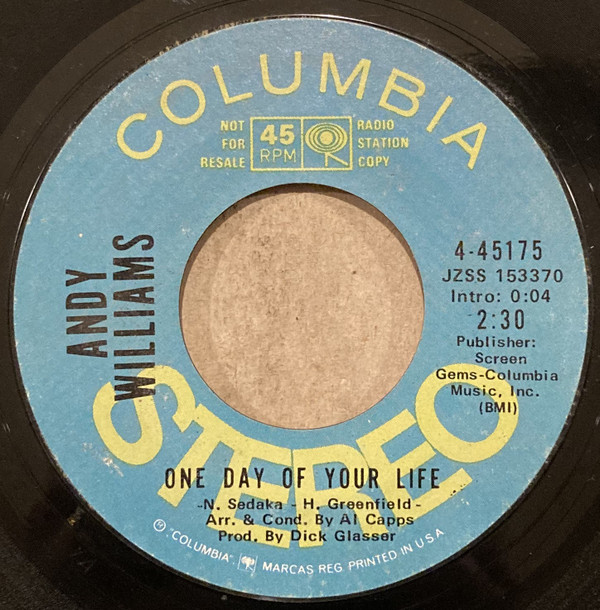 COLUMBIA
NOT
FOR
RESALE
45
RPM
RADIO
STATION
COPY
ANDY
WILLIAMS
4-45175
JZSS 153370
Intro: 0:04
2:30
Publisher:
Screen
Gems-Columbia
Music, Inc.
(BMI)
STEREO
ONE DAY OF YOUR LIFE
-N. Sedaka - H. Greenfield-
Arr. & Cond. By Al Capps
Prod. By Dick Glasser
Ⓜ "COLUMBIA", MARCAS REG. PRINTED IN U.S.A.